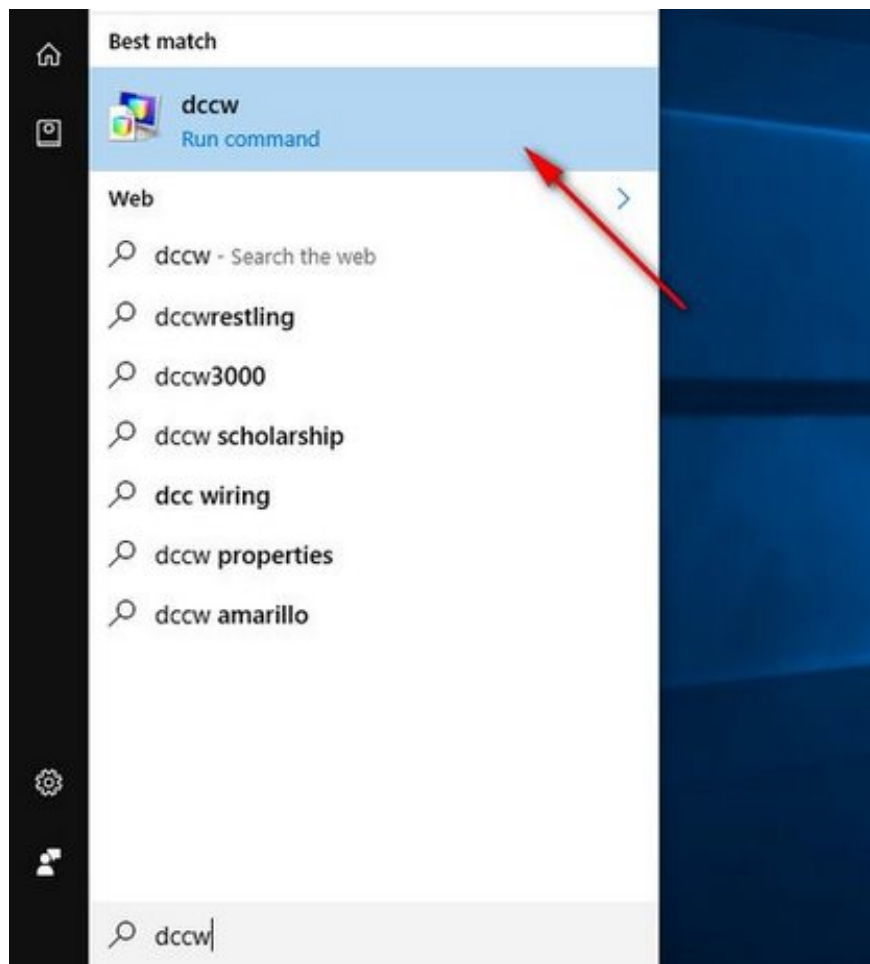 Best match
dccw
Run command
Web
dccw - Search the web
dccwrestling
dccw3000
dccw scholarship
dcc wiring
dccw properties
dccw amarillo
dccw